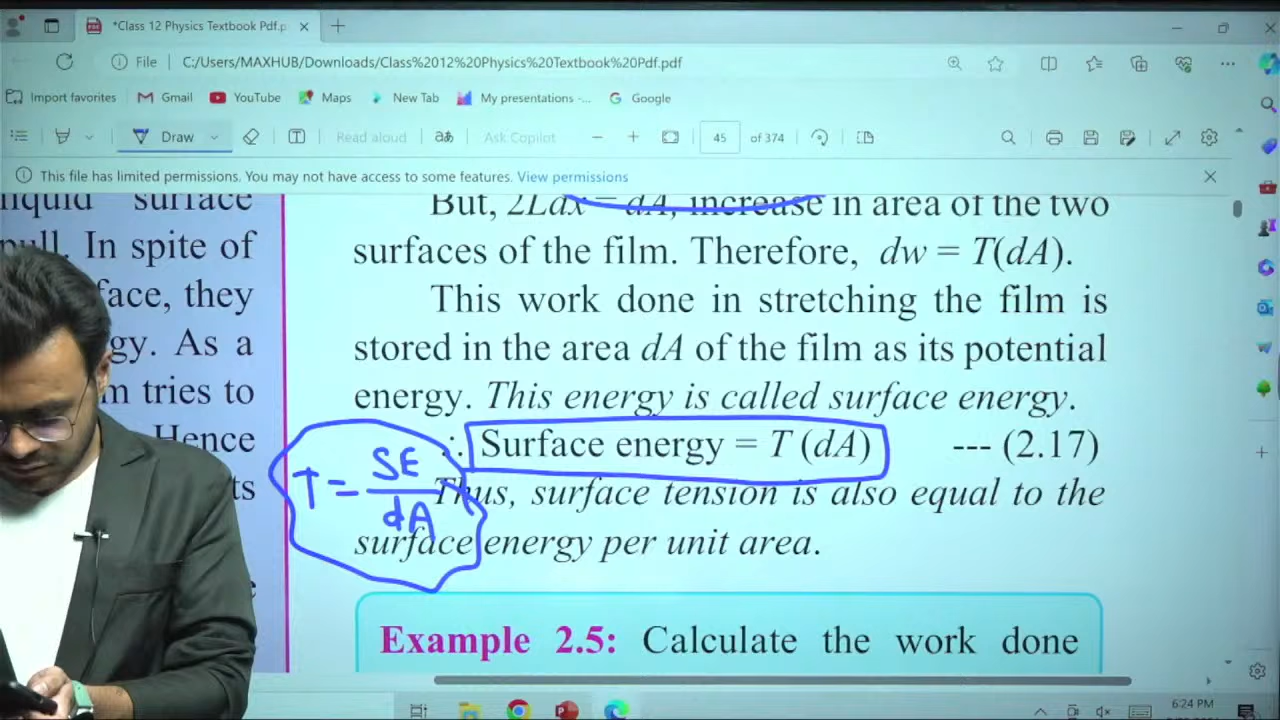 *Class 12 Physics Textbook Pdf.p
File
C:/Users/MAXHUB/Downloads/Class%2012%20Physics%20Textbook%20Pdf.pdf
Import favorites
Gmail
YouTube
Maps
New Tab
My presentations -...
Google
Draw
Read aloud
Ask Copilot
45
of 374
This file has limited permissions. You may not have access to some features. View permissions
liquid surface
pull. In spite of
face, they
gy. As a
m tries to
Hence
ts
But, 2Ldx = dA, increase in area of the two
surfaces of the film. Therefore, dw = T(dA).
This work done in stretching the film is
stored in the area dA of the film as its potential
energy. This energy is called surface energy.
∴ Surface energy = T (dA) --- (2.17)
Thus, surface tension is also equal to the
surface energy per unit area.
T = SE
dA
Example 2.5: Calculate the work done
6:24 PM